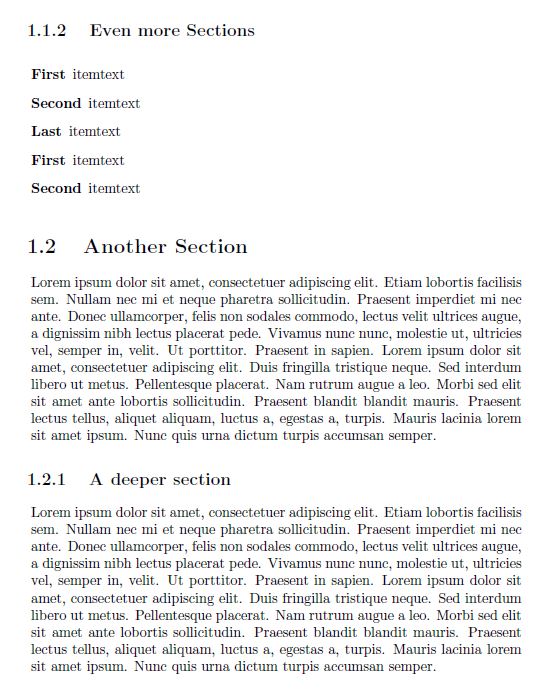 1.1.2 Even more Sections
First itemtext
Second itemtext
Last itemtext
First itemtext
Second itemtext
1.2 Another Section
Lorem ipsum dolor sit amet, consectetuer adipiscing elit. Etiam lobortis facilisis
sem. Nullam nec mi et neque pharetra sollicitudin. Praesent imperdiet mi nec
ante. Donec ullamcorper, felis non sodales commodo, lectus velit ultrices augue,
a dignissim nibh lectus placerat pede. Vivamus nunc nunc, molestie ut, ultricies
vel, semper in, velit. Ut porttitor. Praesent in sapien. Lorem ipsum dolor sit
amet, consectetuer adipiscing elit. Duis fringilla tristique neque. Sed interdum
libero ut metus. Pellentesque placerat. Nam rutrum augue a leo. Morbi sed elit
sit amet ante lobortis sollicitudin. Praesent blandit blandit mauris. Praesent
lectus tellus, aliquet aliquam, luctus a, egestas a, turpis. Mauris lacinia lorem
sit amet ipsum. Nunc quis urna dictum turpis accumsan semper.
1.2.1 A deeper section
Lorem ipsum dolor sit amet, consectetuer adipiscing elit. Etiam lobortis facilisis
sem. Nullam nec mi et neque pharetra sollicitudin. Praesent imperdiet mi nec
ante. Donec ullamcorper, felis non sodales commodo, lectus velit ultrices augue,
a dignissim nibh lectus placerat pede. Vivamus nunc nunc, molestie ut, ultricies
vel, semper in, velit. Ut porttitor. Praesent in sapien. Lorem ipsum dolor sit
amet, consectetuer adipiscing elit. Duis fringilla tristique neque. Sed interdum
libero ut metus. Pellentesque placerat. Nam rutrum augue a leo. Morbi sed elit
sit amet ante lobortis sollicitudin. Praesent blandit blandit mauris. Praesent
lectus tellus, aliquet aliquam, luctus a, egestas a, turpis. Mauris lacinia lorem
sit amet ipsum. Nunc quis urna dictum turpis accumsan semper.